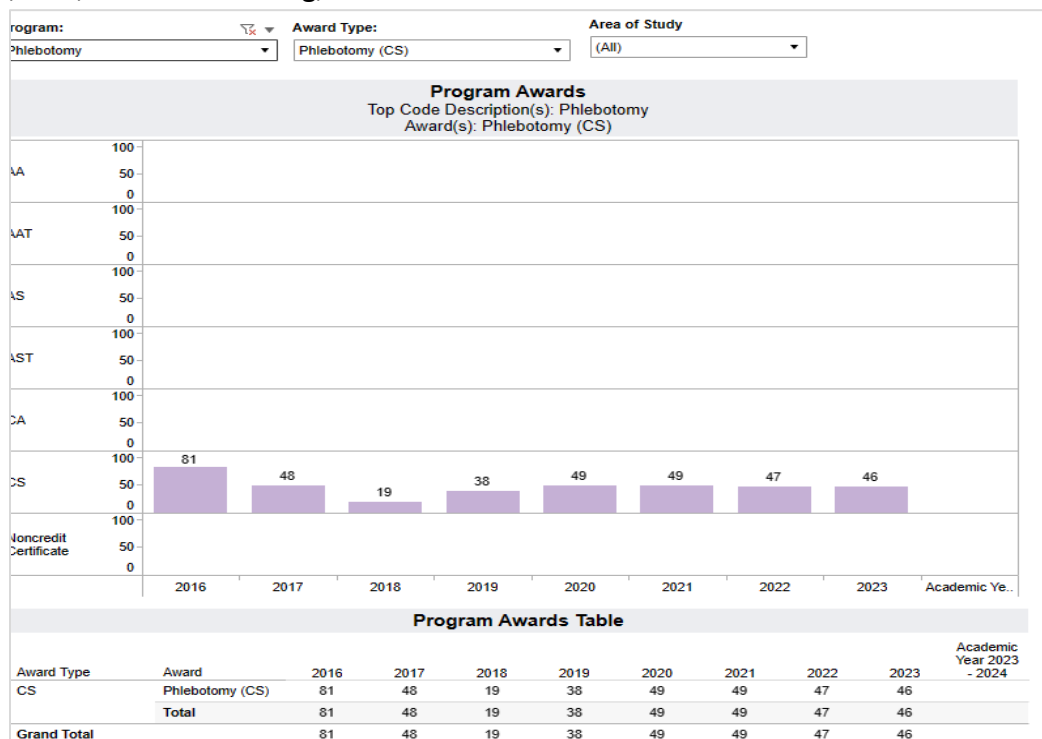 rogram: Award Type: Area of Study
Phlebotomy Phlebotomy (CS) (All)
Program Awards
Top Code Description(s): Phlebotomy
Award(s): Phlebotomy (CS)
AA 100 50 0
AAT 100 50 0
AS 100 50 0
AST 100 50 0
CA 100 50 0
CS 100 50 0 81 48 19 38 49 49 47 46
Noncredit
Certificate 100 50 0
2016 2017 2018 2019 2020 2021 2022 2023 Academic Ye..
Program Awards Table
Award Type Award 2016 2017 2018 2019 2020 2021 2022 2023 Academic Year 2023 - 2024
CS Phlebotomy (CS) 81 48 19 38 49 49 47 46
Total 81 48 19 38 49 49 47 46
Grand Total 81 48 19 38 49 49 47 46